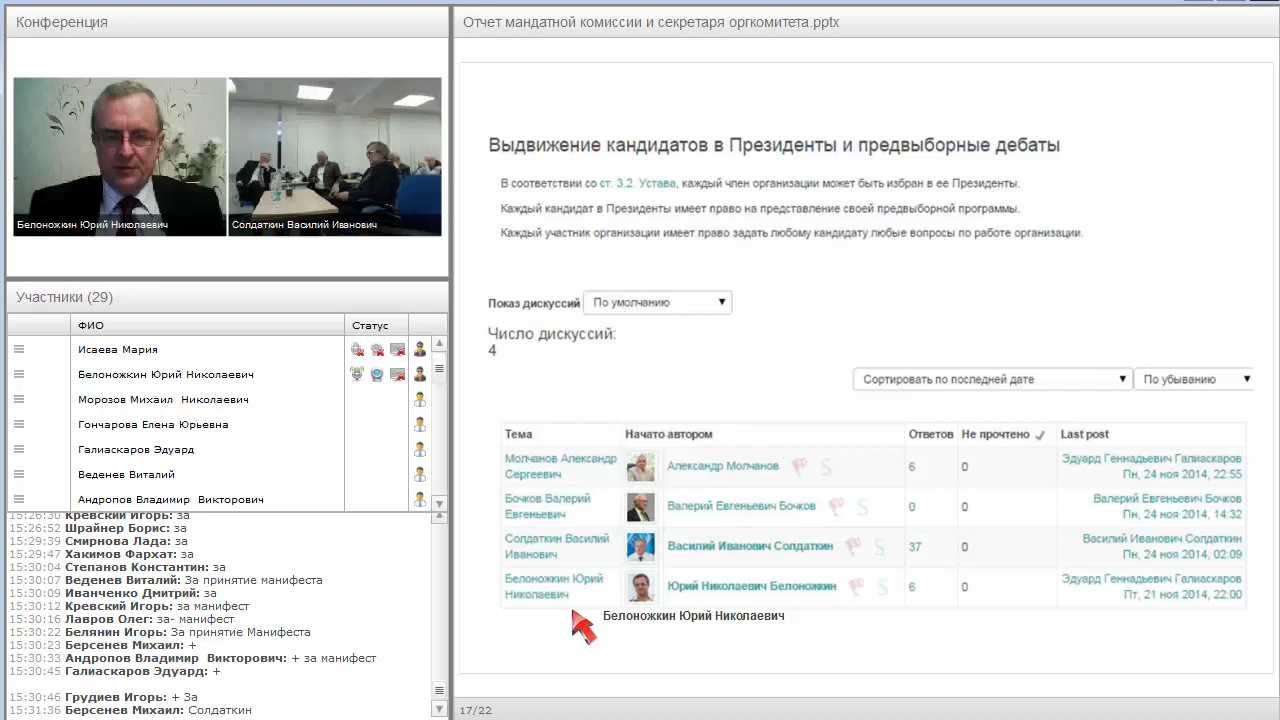 Конференция
Белоножкин Юрий Николаевич
Солдаткин Василий Иванович
Участники (29)
ФИО
Статус
Исаева Мария
Белоножкин Юрий Николаевич
Морозов Михаил Николаевич
Гончарова Елена Юрьевна
Галиаскаров Эдуард
Веденев Виталий
Андропов Владимир Викторович
15:26:30 Кревский Игорь: за
15:26:52 Шрайнер Борис: за
15:29:39 Смирнова Лада: за
15:29:47 Хакимов Фархат: за
15:30:04 Степанов Константин: за
15:30:07 Веденев Виталий: За принятие манифеста
15:30:09 Иванченко Дмитрий: за
15:30:12 Кревский Игорь: за манифест
15:30:16 Лавров Олег: за- манифест
15:30:22 Белянин Игорь: За принятие Манифеста
15:30:23 Берсенев Михаил: +
15:30:33 Андропов Владимир Викторович: + за манифест
15:30:45 Галиаскаров Эдуард: +
15:30:46 Грудиев Игорь: + За
15:31:36 Берсенев Михаил: Солдаткин
Отчет мандатной комиссии и секретаря оргкомитета.pptx
Выдвижение кандидатов в Президенты и предвыборные дебаты
В соответствии со ст. 3.2. Устава, каждый член организации может быть избран в ее Президенты.
Каждый кандидат в Президенты имеет право на представление своей предвыборной программы.
Каждый участник организации имеет право задать любому кандидату любые вопросы по работе организации.
Показ дискуссий По умолчанию
Число дискуссий:
4
Сортировать по последней дате По убыванию
Тема Начато автором Ответов Не прочтено Last post
Молчанов Александр Сергеевич Александр Молчанов 6 0 Эдуард Геннадьевич Галиаскаров Пн, 24 ноя 2014, 22:55
Бочков Валерий Евгеньевич Валерий Евгеньевич Бочков 0 0 Валерий Евгеньевич Бочков Пн, 24 ноя 2014, 14:32
Солдаткин Василий Иванович Василий Иванович Солдаткин 37 0 Василий Иванович Солдаткин Пн, 24 ноя 2014, 02:09
Белоножкин Юрий Николаевич Юрий Николаевич Белоножкин 6 0 Эдуард Геннадьевич Галиаскаров Пт, 21 ноя 2014, 22:00
Белоножкин Юрий Николаевич
17/22